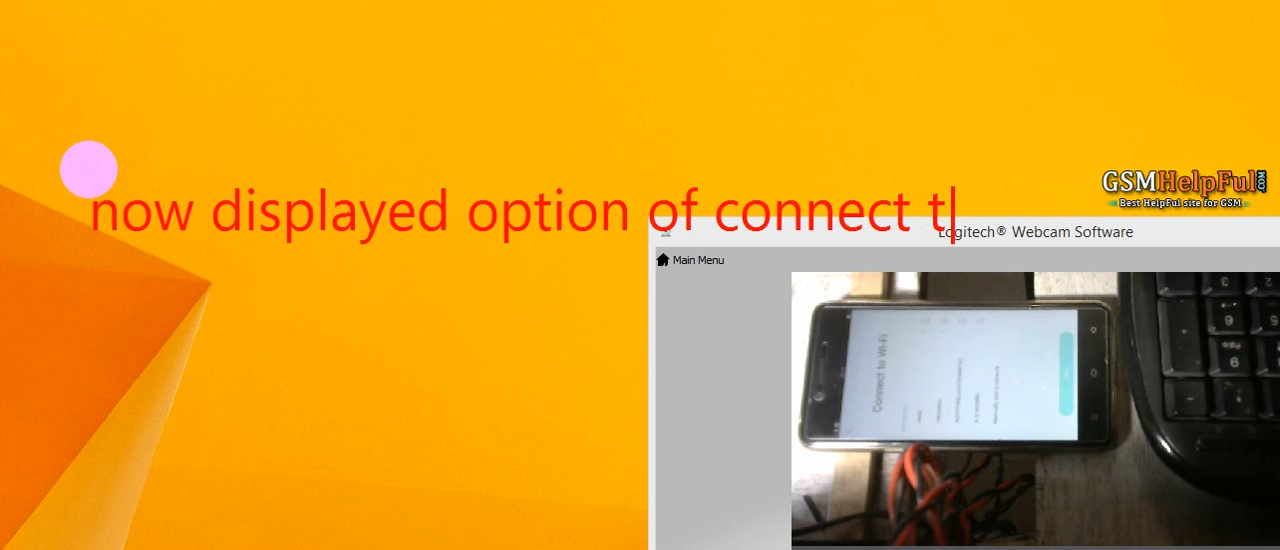 GSMHelpFul.COM
Best HelpFul site for GSM
now displayed option of connect t
Logitech® Webcam Software
Main Menu
Connect to Wi-Fi